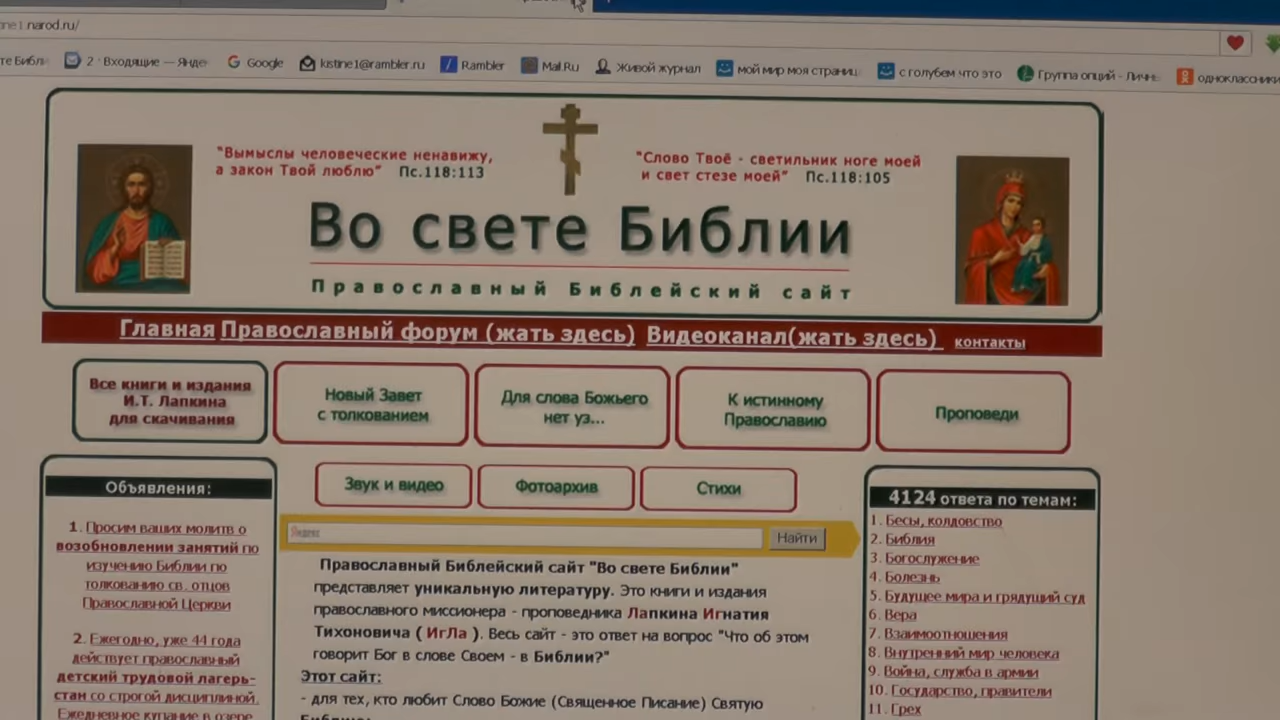 ne1.narod.ru/
те Библи
2 · Входящие — Янде
Google
kistine1@rambler.ru
Rambler
Mail.Ru
Живой журнал
мой мир моя страниц
с голубем что это
Группа опций - Личн
одноклассники
"Вымыслы человеческие ненавижу,
а закон Твой люблю" Пс.118:113
"Слово Твоё - светильник ноге моей
и свет стезе моей" Пс.118:105
Во свете Библии
Православный Библейский сайт
Главная Православный форум (жать здесь) Видеоканал(жать здесь) контакты
Все книги и издания
И.Т. Лапкина
для скачивания
Новый Завет
с толкованием
Для слова Божьего
нет уз...
К истинному
Православию
Проповеди
Звук и видео
Фотоархив
Стихи
Объявления:
1. Просим ваших молитв о
возобновлении занятий по
изучению Библии по
толкованию св. отцов
Православной Церкви
2. Ежегодно, уже 44 года
действует православный
детский трудовой лагерь-
стан со строгой дисциплиной.
Ежедневное купание в озере
Яндекс
Найти
Православный Библейский сайт "Во свете Библии"
представляет уникальную литературу. Это книги и издания
православного миссионера - проповедника Лапкина Игнатия
Тихоновича ( ИгЛа ). Весь сайт - это ответ на вопрос "Что об этом
говорит Бог в слове Своем - в Библии?"
Этот сайт:
- для тех, кто любит Слово Божие (Священное Писание) Святую
Библию;
4124 ответа по темам:
1. Бесы, колдовство
2. Библия
3. Богослужение
4. Болезнь
5. Будущее мира и грядущий суд
6. Вера
7. Взаимоотношения
8. Внутренний мир человека
9. Война, служба в армии
10. Государство, правители
11. Грех